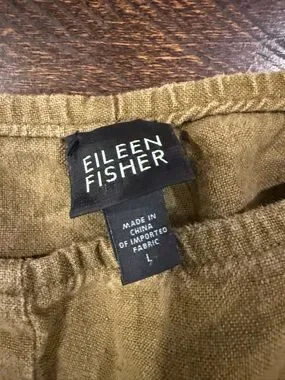 EILEEN
FISHER
MADE IN
CHINA
OF IMPORTED
FABRIC
L